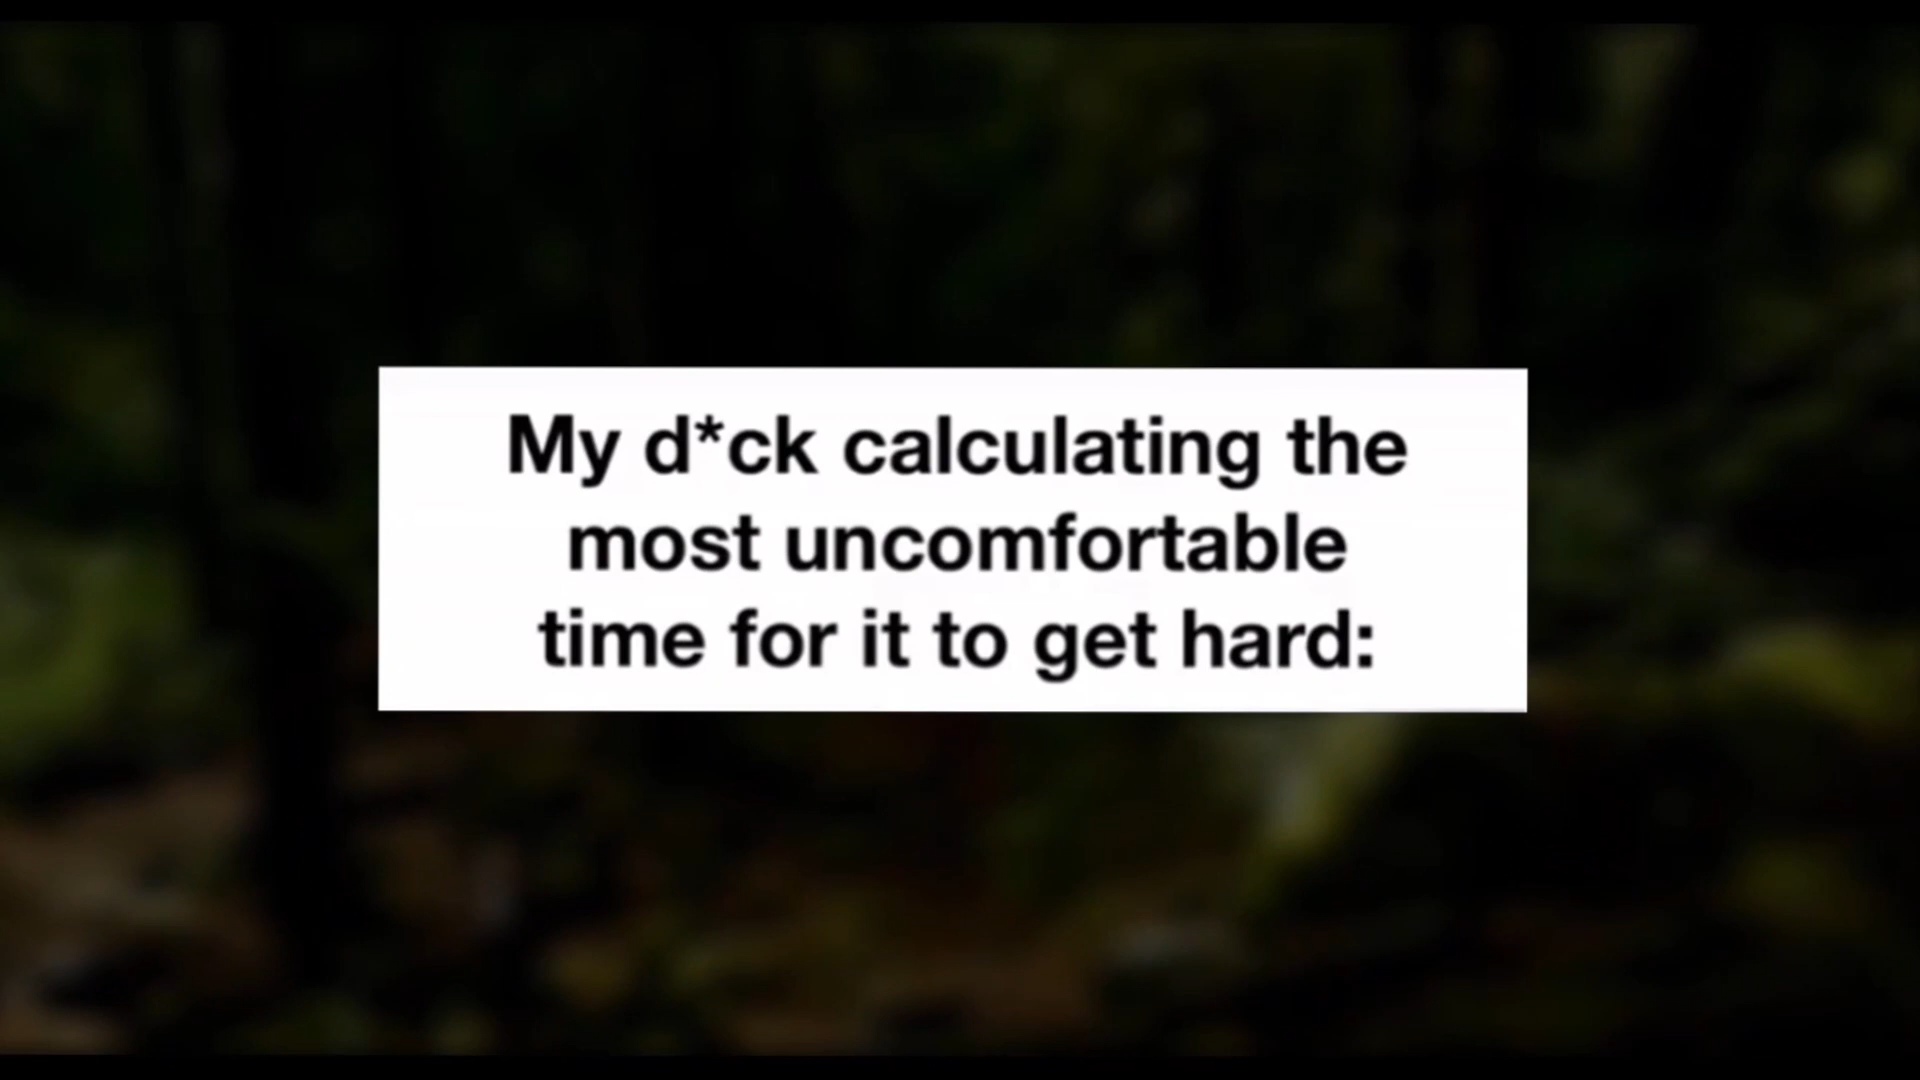 My d*ck calculating the
most uncomfortable
time for it to get hard: